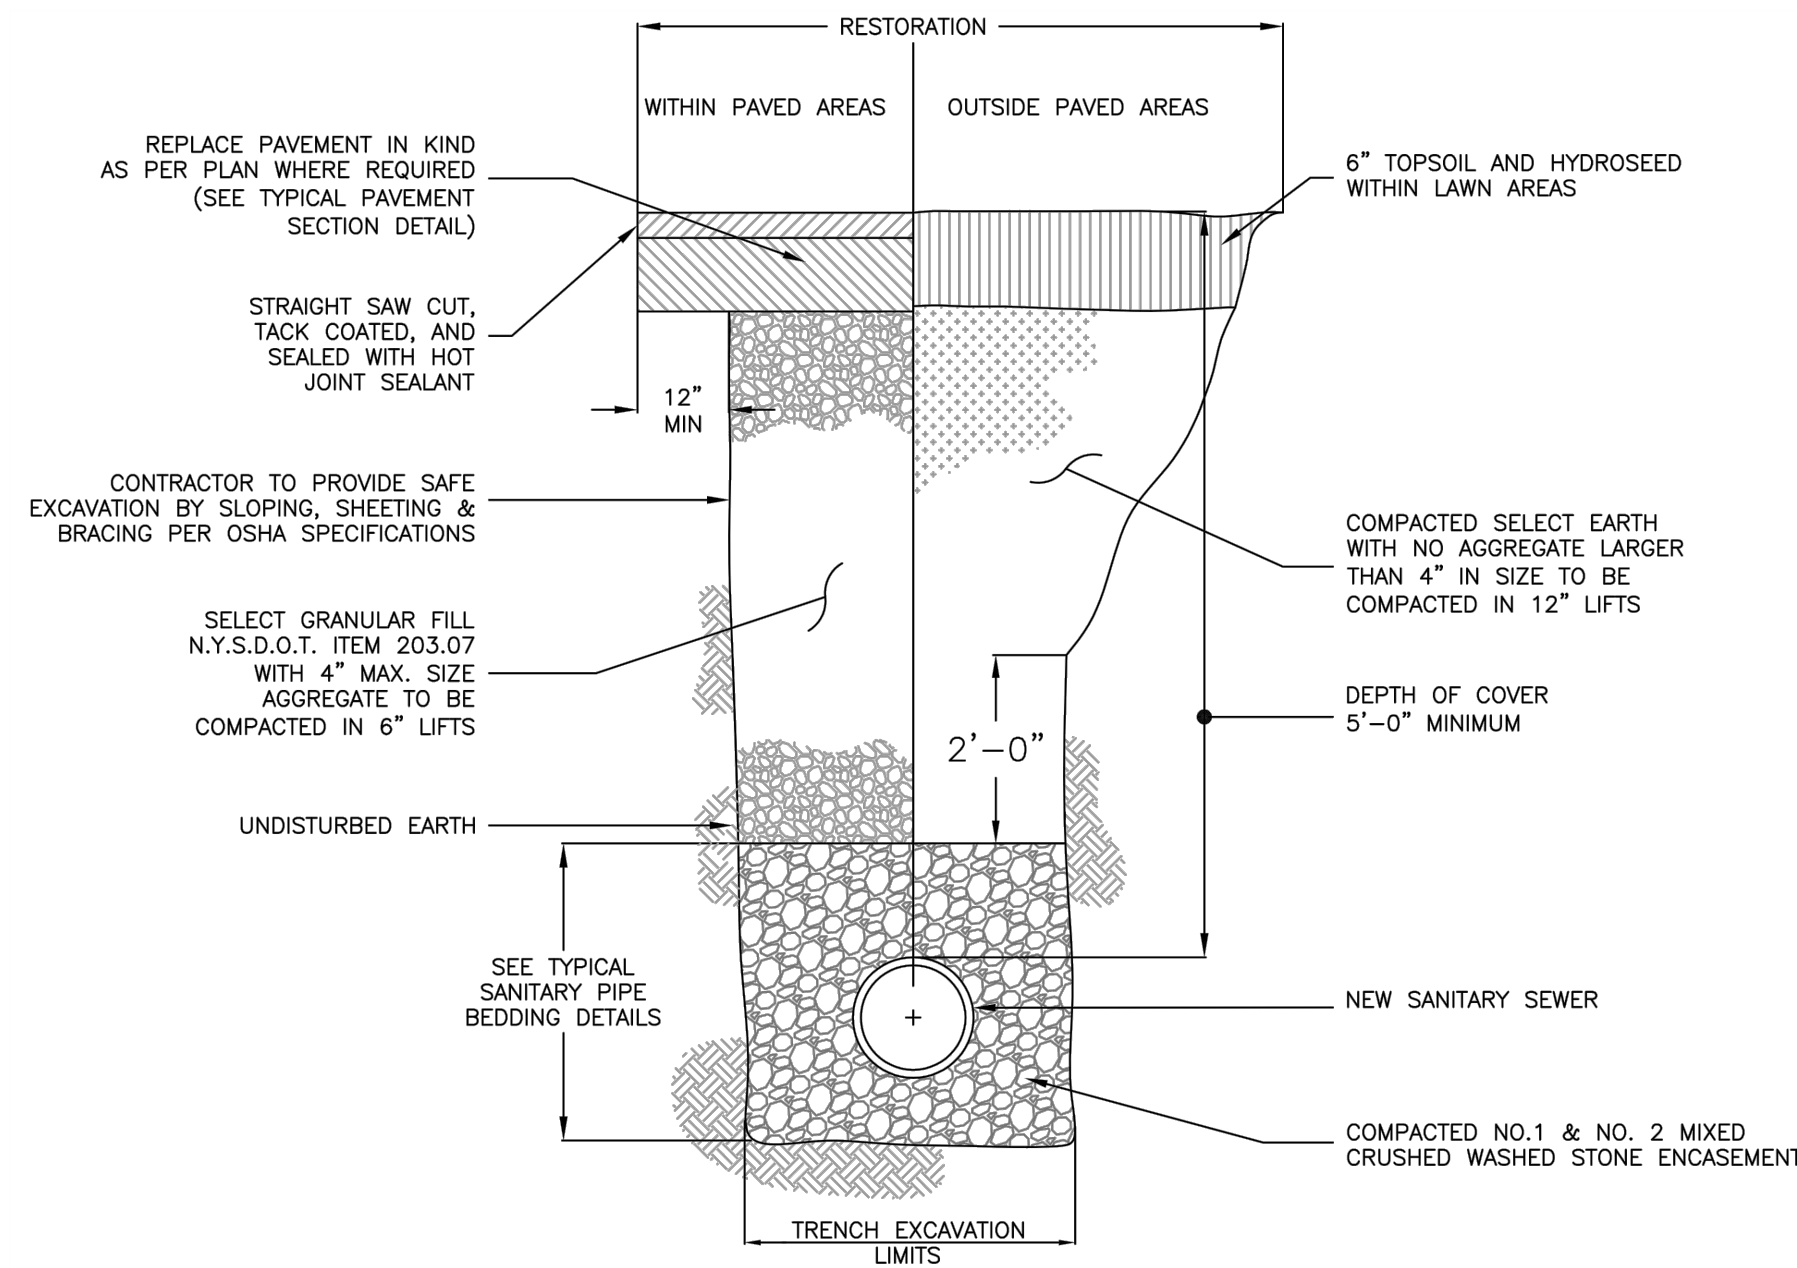 RESTORATION
WITHIN PAVED AREAS
OUTSIDE PAVED AREAS
REPLACE PAVEMENT IN KIND
AS PER PLAN WHERE REQUIRED
(SEE TYPICAL PAVEMENT
SECTION DETAIL)
STRAIGHT SAW CUT,
TACK COATED, AND
SEALED WITH HOT
JOINT SEALANT
12”
MIN
CONTRACTOR TO PROVIDE SAFE
EXCAVATION BY SLOPING, SHEETING &
BRACING PER OSHA SPECIFICATIONS
SELECT GRANULAR FILL
N.Y.S.D.O.T. ITEM 203.07
WITH 4” MAX. SIZE
AGGREGATE TO BE
COMPACTED IN 6” LIFTS
UNDISTURBED EARTH
SEE TYPICAL
SANITARY PIPE
BEDDING DETAILS
6” TOPSOIL AND HYDROSEED
WITHIN LAWN AREAS
COMPACTED SELECT EARTH
WITH NO AGGREGATE LARGER
THAN 4” IN SIZE TO BE
COMPACTED IN 12” LIFTS
DEPTH OF COVER
5’-0” MINIMUM
2’-0”
NEW SANITARY SEWER
COMPACTED NO.1 & NO. 2 MIXED
CRUSHED WASHED STONE ENCASEMENT
TRENCH EXCAVATION
LIMITS